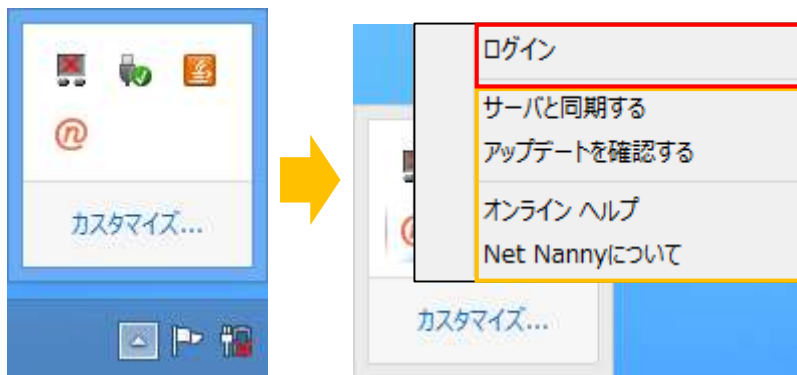 カスタマイズ...
ログイン
サーバと同期する
アップデートを確認する
オンライン ヘルプ
Net Nannyについて
カスタマイズ...